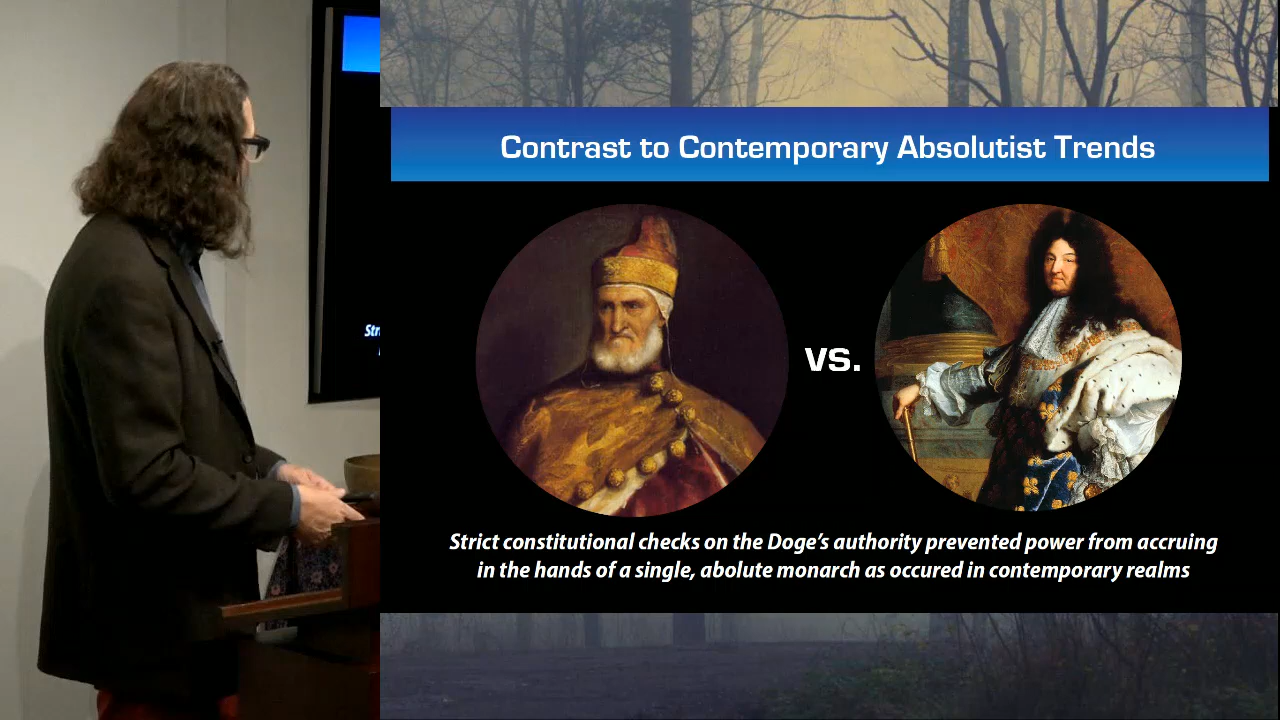 Contrast to Contemporary Absolutist Trends
vs.
Strict constitutional checks on the Doge's authority prevented power from accruing
in the hands of a single, abolute monarch as occured in contemporary realms